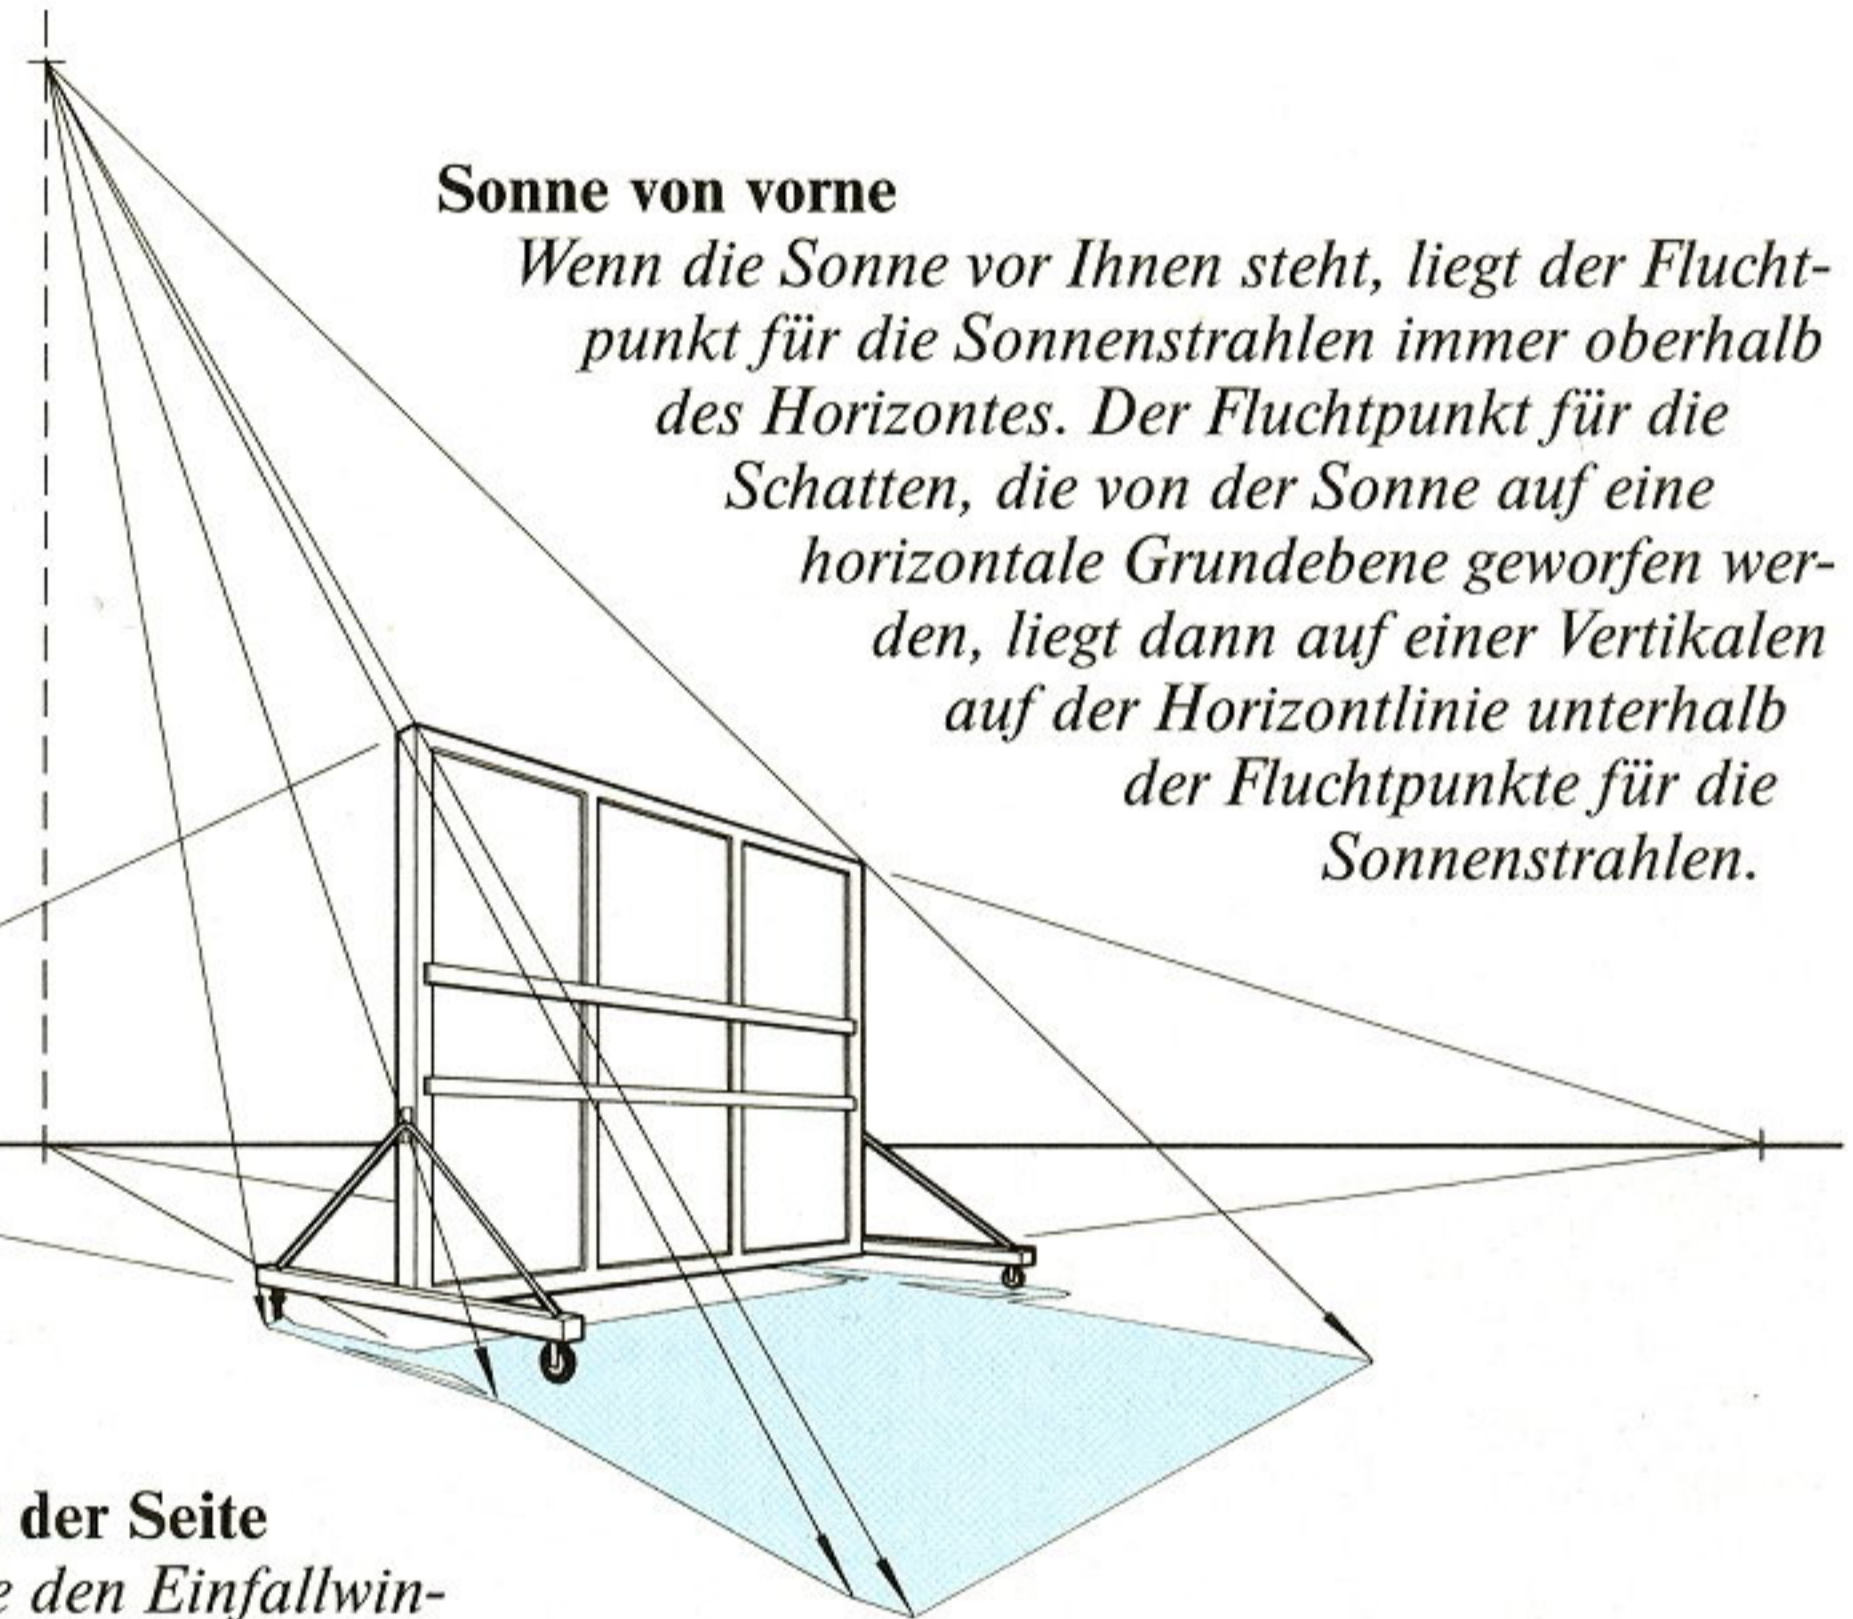 Sonne von vorne
Wenn die Sonne vor Ihnen steht, liegt der Flucht-
punkt für die Sonnenstrahlen immer oberhalb
des Horizontes. Der Fluchtpunkt für die
Schatten, die von der Sonne auf eine
horizontale Grundebene geworfen wer-
den, liegt dann auf einer Vertikalen
auf der Horizontlinie unterhalb
der Fluchtpunkte für die
Sonnenstrahlen.
der Seite
den Einfallwin-